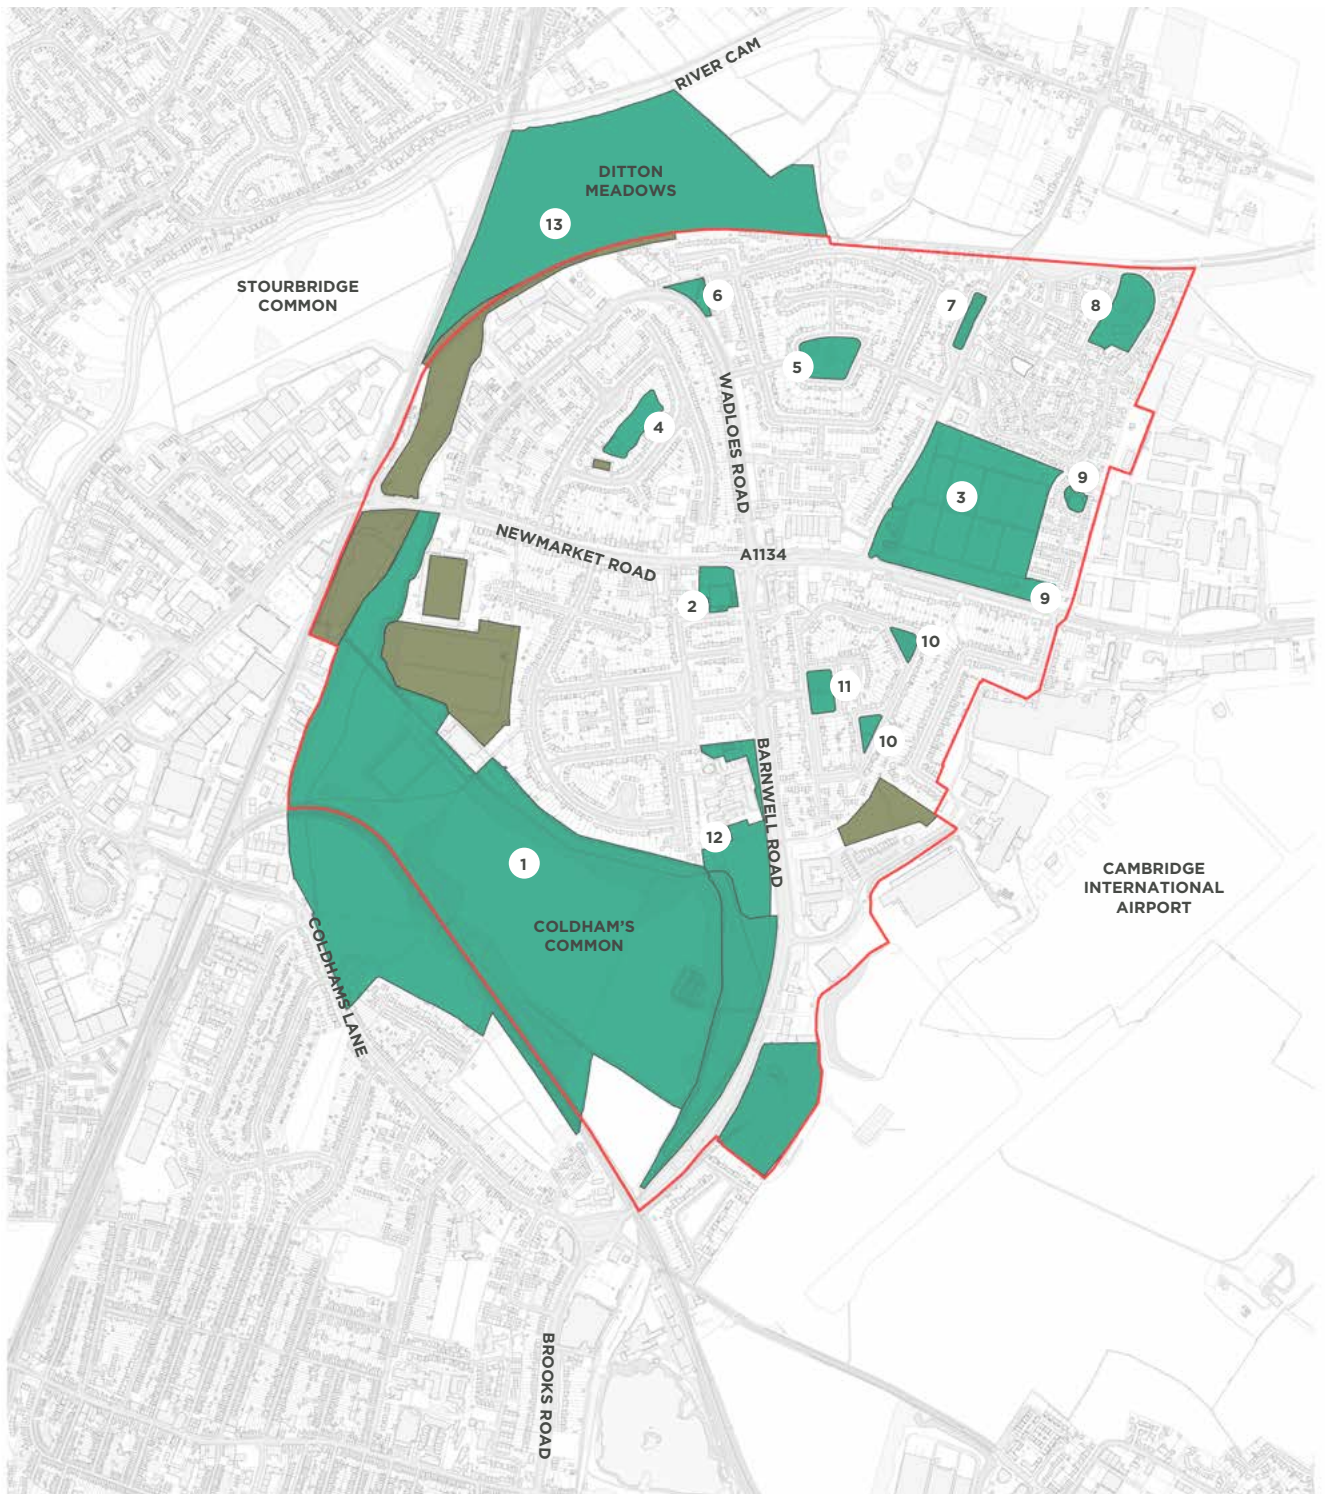 RIVER CAM
DITTON
MEADOWS
13
STOURBRIDGE
COMMON
6
7
8
5
WADLOES ROAD
4
9
3
NEWMARKET ROAD
A1134
2
9
10
11
10
BARNWELL ROAD
12
1
CAMBRIDGE
INTERNATIONAL
AIRPORT
COLDHAM'S
COMMON
COLDHAMS LANE
BROOKS ROAD